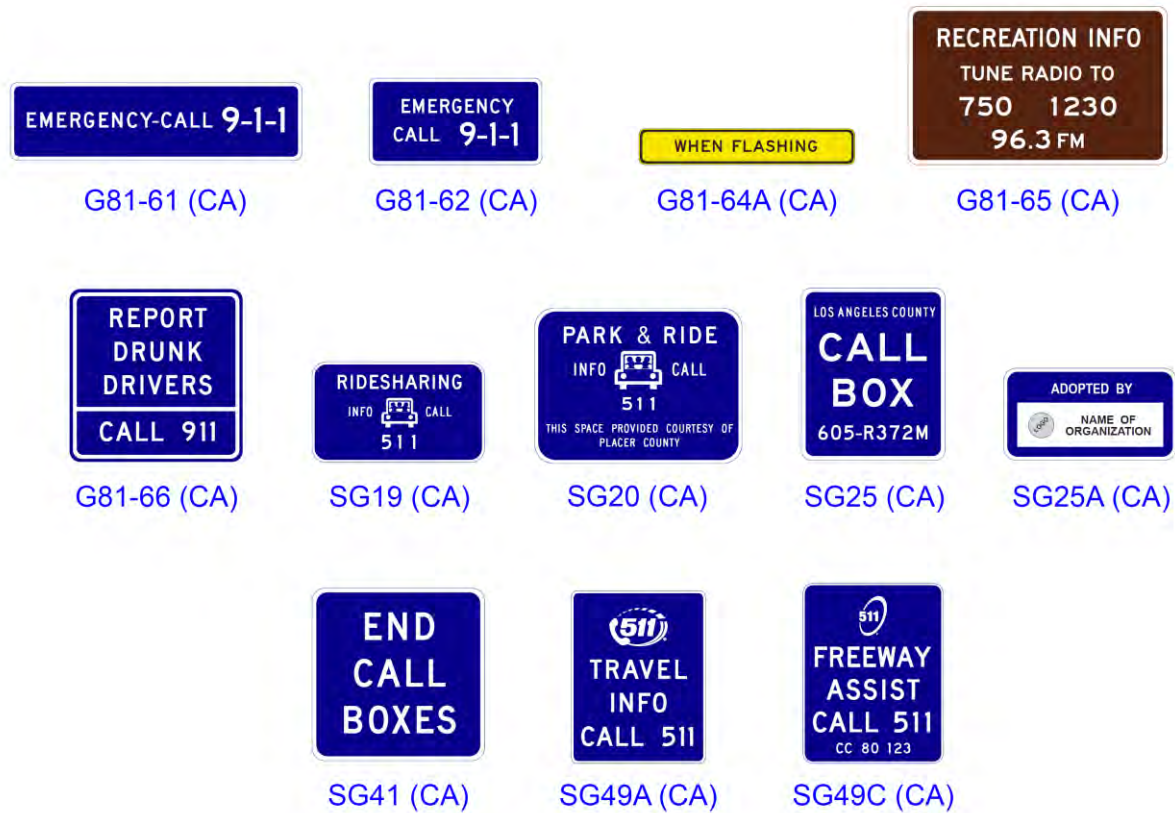 EMERGENCY-CALL 9-1-1
G81-61 (CA)
EMERGENCY
CALL 9-1-1
G81-62 (CA)
WHEN FLASHING
G81-64A (CA)
RECREATION INFO
TUNE RADIO TO
750 1230
96.3 FM
G81-65 (CA)
REPORT
DRUNK
DRIVERS
CALL 911
G81-66 (CA)
RIDESHARING
INFO CALL
511
SG19 (CA)
PARK & RIDE
INFO CALL
511
THIS SPACE PROVIDED COURTESY OF
PLACER COUNTY
SG20 (CA)
LOS ANGELES COUNTY
CALL
BOX
605-R372M
SG25 (CA)
ADOPTED BY
LOGO
NAME OF
ORGANIZATION
SG25A (CA)
END
CALL
BOXES
SG41 (CA)
511
TRAVEL
INFO
CALL 511
SG49A (CA)
511
FREEWAY
ASSIST
CALL 511
CC 80 123
SG49C (CA)